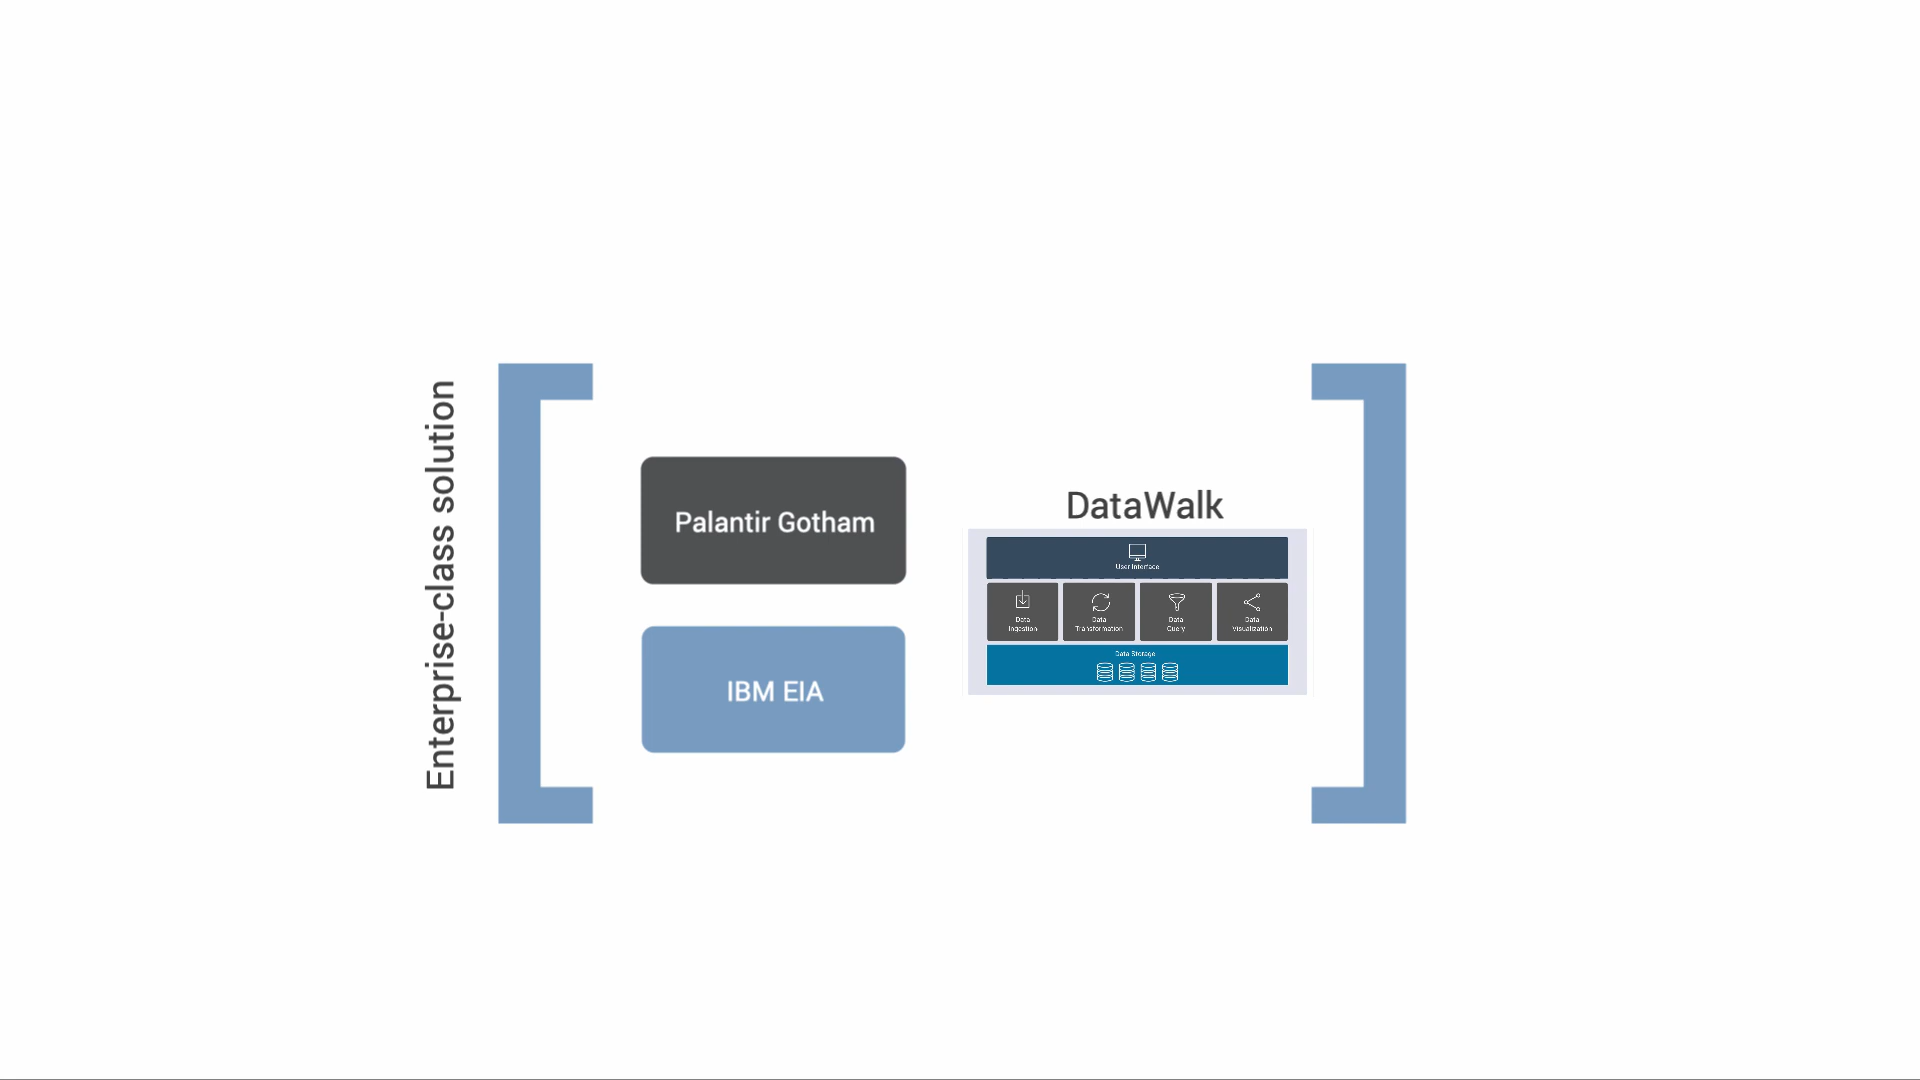 Enterprise-class solution
Palantir Gotham
IBM EIA
DataWalk
User Interface
Data
Ingestion
Data
Transformation
Data
Query
Data
Visualization
Data Storage